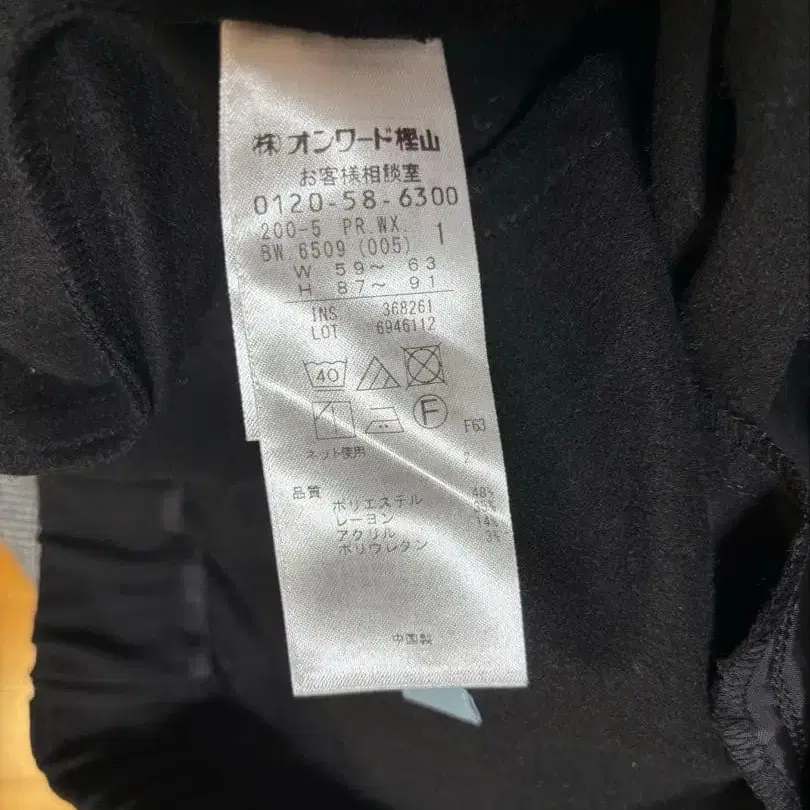 ㈱オンワード樫山
お客様相談室
0120-58-6300
200-5 PR.WX. 1
BW.6509 (005)
W 59～ 63
H 87～ 91
INS 368261
LOT 6946112
40
F
F63
ネット使用
2
品質
ポリエステル 48%
レーヨン 35%
アクリル 14%
ポリウレタン 3%
中国製